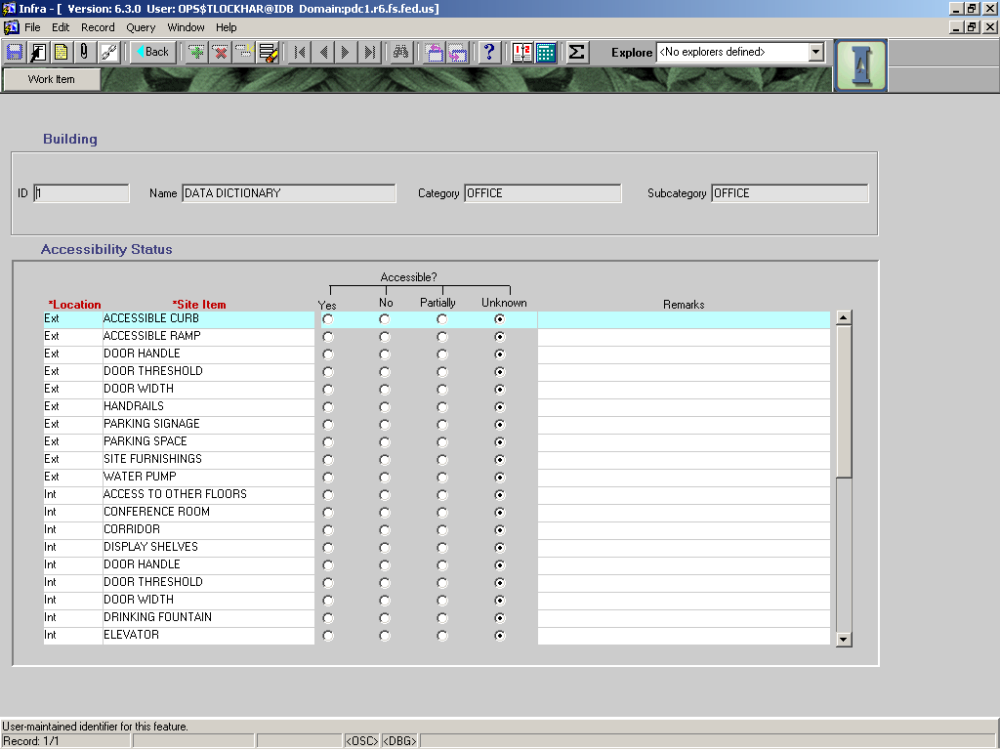 Infra - [  Version: 6.3.0  User: OPS$TLOCKHAR@IDB  Domain:pdc1.r6.fs.fed.us]
File Edit Record Query Window Help
Back Explore <No explorers defined>
Work Item
Building
ID 1 Name DATA DICTIONARY Category OFFICE Subcategory OFFICE
Accessibility Status
Accessible?
*Location *Site Item Yes No Partially Unknown Remarks
Ext ACCESSIBLE CURB
Ext ACCESSIBLE RAMP
Ext DOOR HANDLE
Ext DOOR THRESHOLD
Ext DOOR WIDTH
Ext HANDRAILS
Ext PARKING SIGNAGE
Ext PARKING SPACE
Ext SITE FURNISHINGS
Ext WATER PUMP
Int ACCESS TO OTHER FLOORS
Int CONFERENCE ROOM
Int CORRIDOR
Int DISPLAY SHELVES
Int DOOR HANDLE
Int DOOR THRESHOLD
Int DOOR WIDTH
Int DRINKING FOUNTAIN
Int ELEVATOR
User-maintained identifier for this feature.
Record: 1/1 <OSC> <DBG>